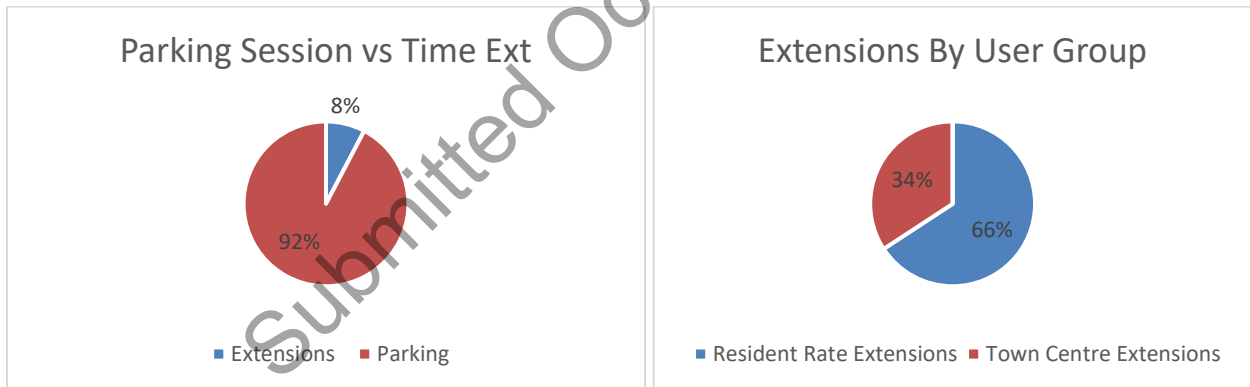 Parking Session vs Time Ext
8%
92%
Extensions Parking
Extensions By User Group
34%
66%
Resident Rate Extensions Town Centre Extensions
Submitted